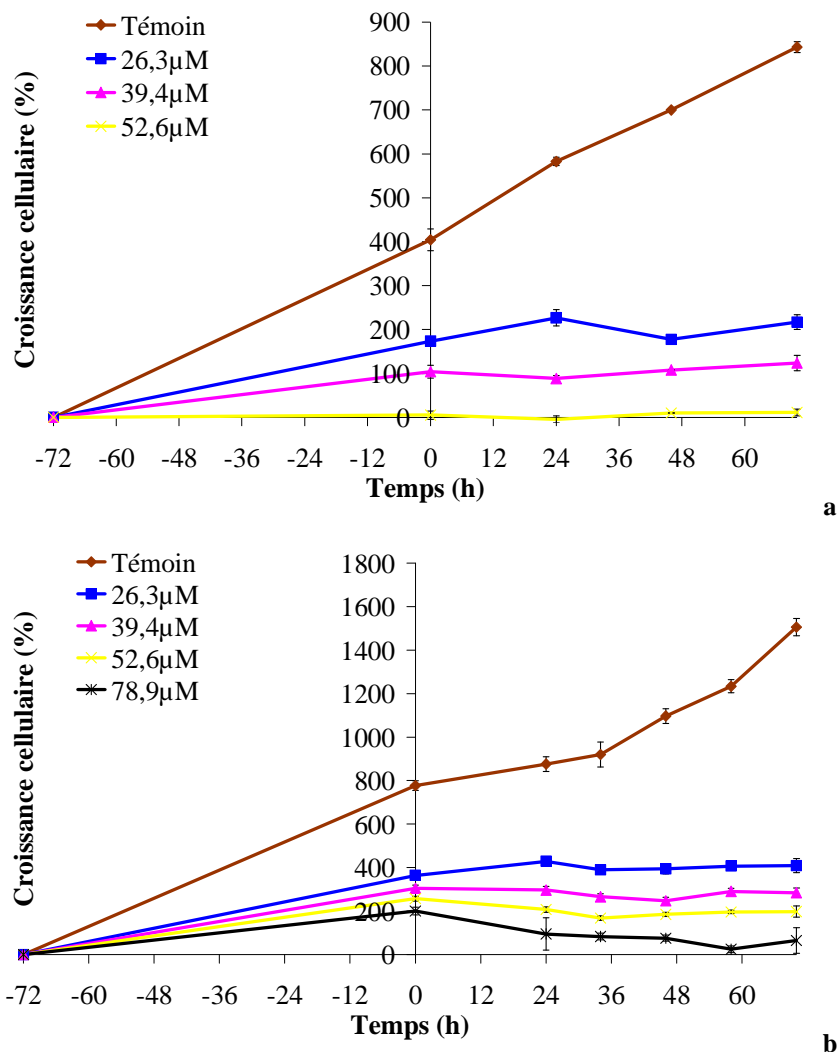 Témoin
26,3µM
39,4µM
52,6µM
Croissance cellulaire (%)
900
800
700
600
500
400
300
200
100
0
-72 -60 -48 -36 -24 -12 0 12 24 36 48 60
Temps (h)
a
Témoin
26,3µM
39,4µM
52,6µM
78,9µM
Croissance cellulaire (%)
1800
1600
1400
1200
1000
800
600
400
200
0
-72 -60 -48 -36 -24 -12 0 12 24 36 48 60
Temps (h)
b